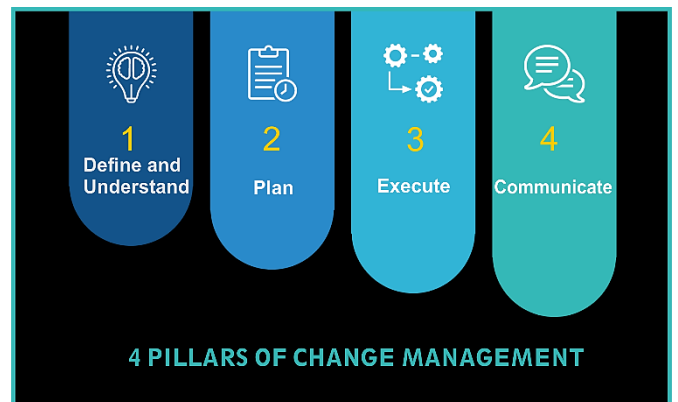 1
Define and
Understand
2
Plan
3
Execute
4
Communicate
4 PILLARS OF CHANGE MANAGEMENT